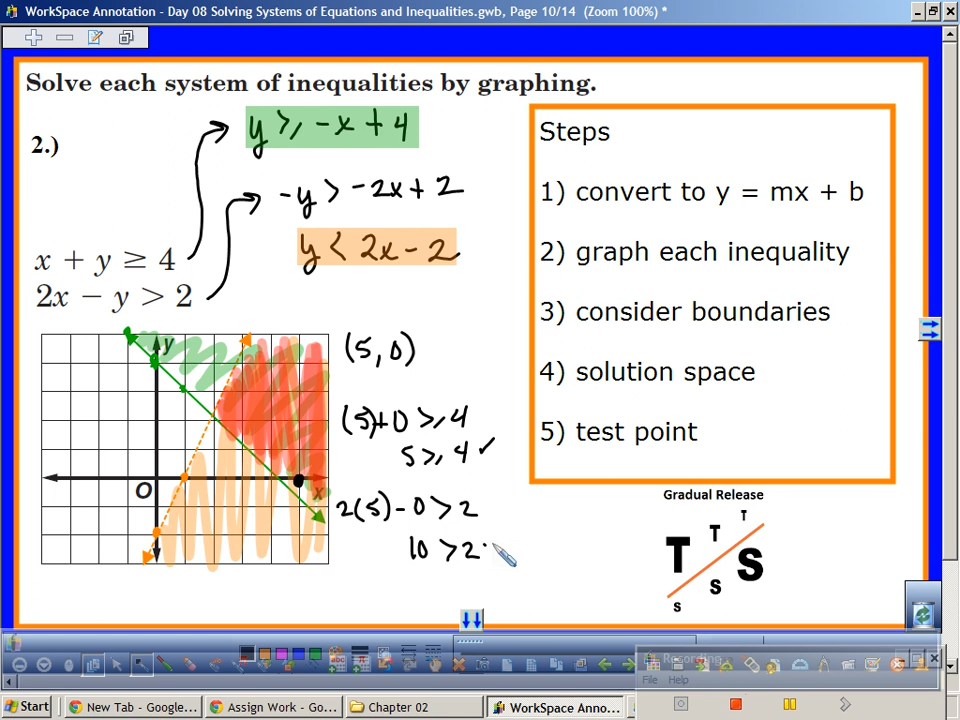 WorkSpace Annotation - Day 08 Solving Systems of Equations and Inequalities.gwb, Page 10/14 (Zoom 100%) *
Solve each system of inequalities by graphing.
2.)
y ≥ -x + 4
-y > -2x + 2
y < 2x - 2
x + y ≥ 4
2x − y > 2
y
O
x
(5, 0)
(5)+0 ≥ 4
5 ≥ 4 ✓
2(5) - 0 > 2
10 > 2
Steps
1) convert to y = mx + b
2) graph each inequality
3) consider boundaries
4) solution space
5) test point
Gradual Release
T T T
S S S
Recording
File Help
Start
New Tab - Google...
Assign Work - Go...
Chapter 02
WorkSpace Anno...